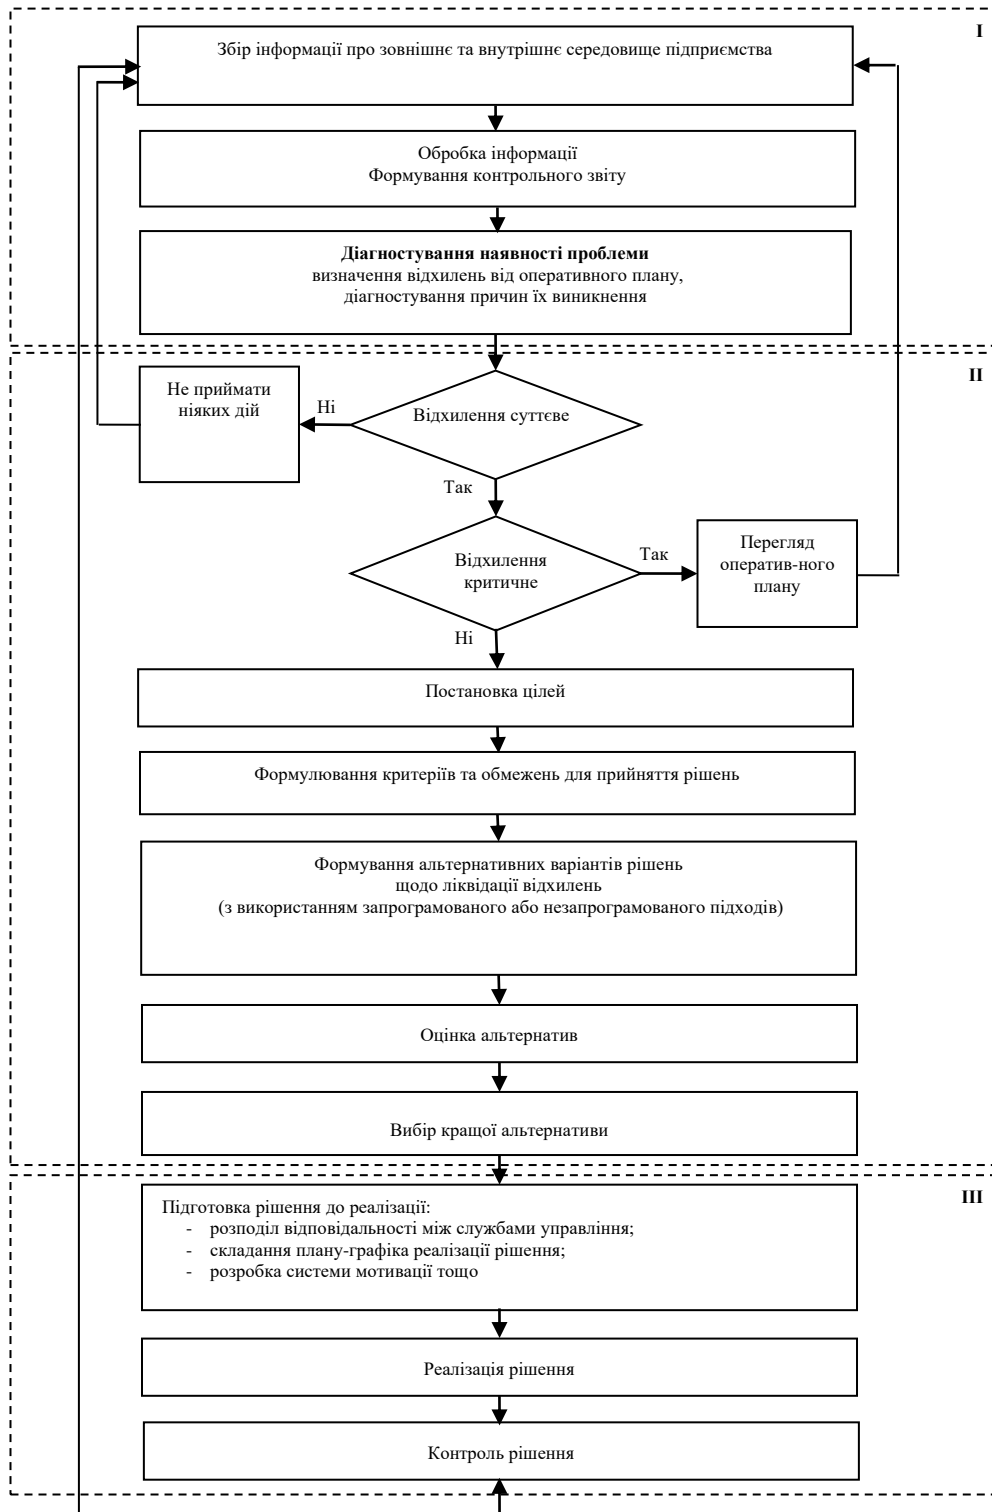 I
Збір інформації про зовнішнє та внутрішнє середовище підприємства
Обробка інформації
Формування контрольного звіту
Діагностування наявності проблеми
визначення відхилень від оперативного плану,
діагностування причин їх виникнення
II
Не приймати
ніяких дій
Ні
Відхилення суттєве
Так
Відхилення
критичне
Так
Перегляд
оператив-ного
плану
Ні
Постановка цілей
Формулювання критеріїв та обмежень для прийняття рішень
Формування альтернативних варіантів рішень
щодо ліквідації відхилень
(з використанням запрограмованого або незапрограмованого підходів)
Оцінка альтернатив
Вибір кращої альтернативи
III
Підготовка рішення до реалізації:
- розподіл відповідальності між службами управління;
- складання плану-графіка реалізації рішення;
- розробка системи мотивації тощо
Реалізація рішення
Контроль рішення